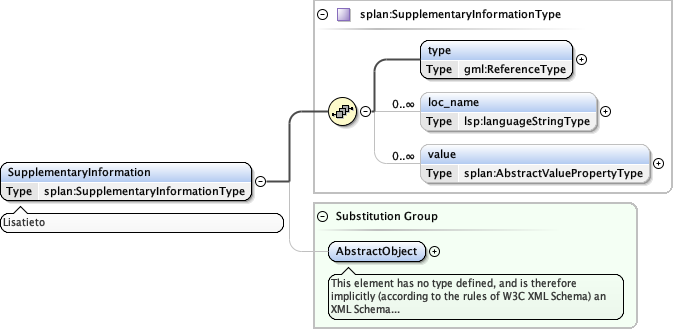 splan:SupplementaryInformationType
type
Type gml:ReferenceType
0..∞
loc_name
Type lsp:languageStringType
0..∞
value
Type splan:AbstractValuePropertyType
SupplementaryInformation
Type splan:SupplementaryInformationType
Lisatieto
Substitution Group
AbstractObject
This element has no type defined, and is therefore
implicitly (according to the rules of W3C XML Schema) an
XML Schema...